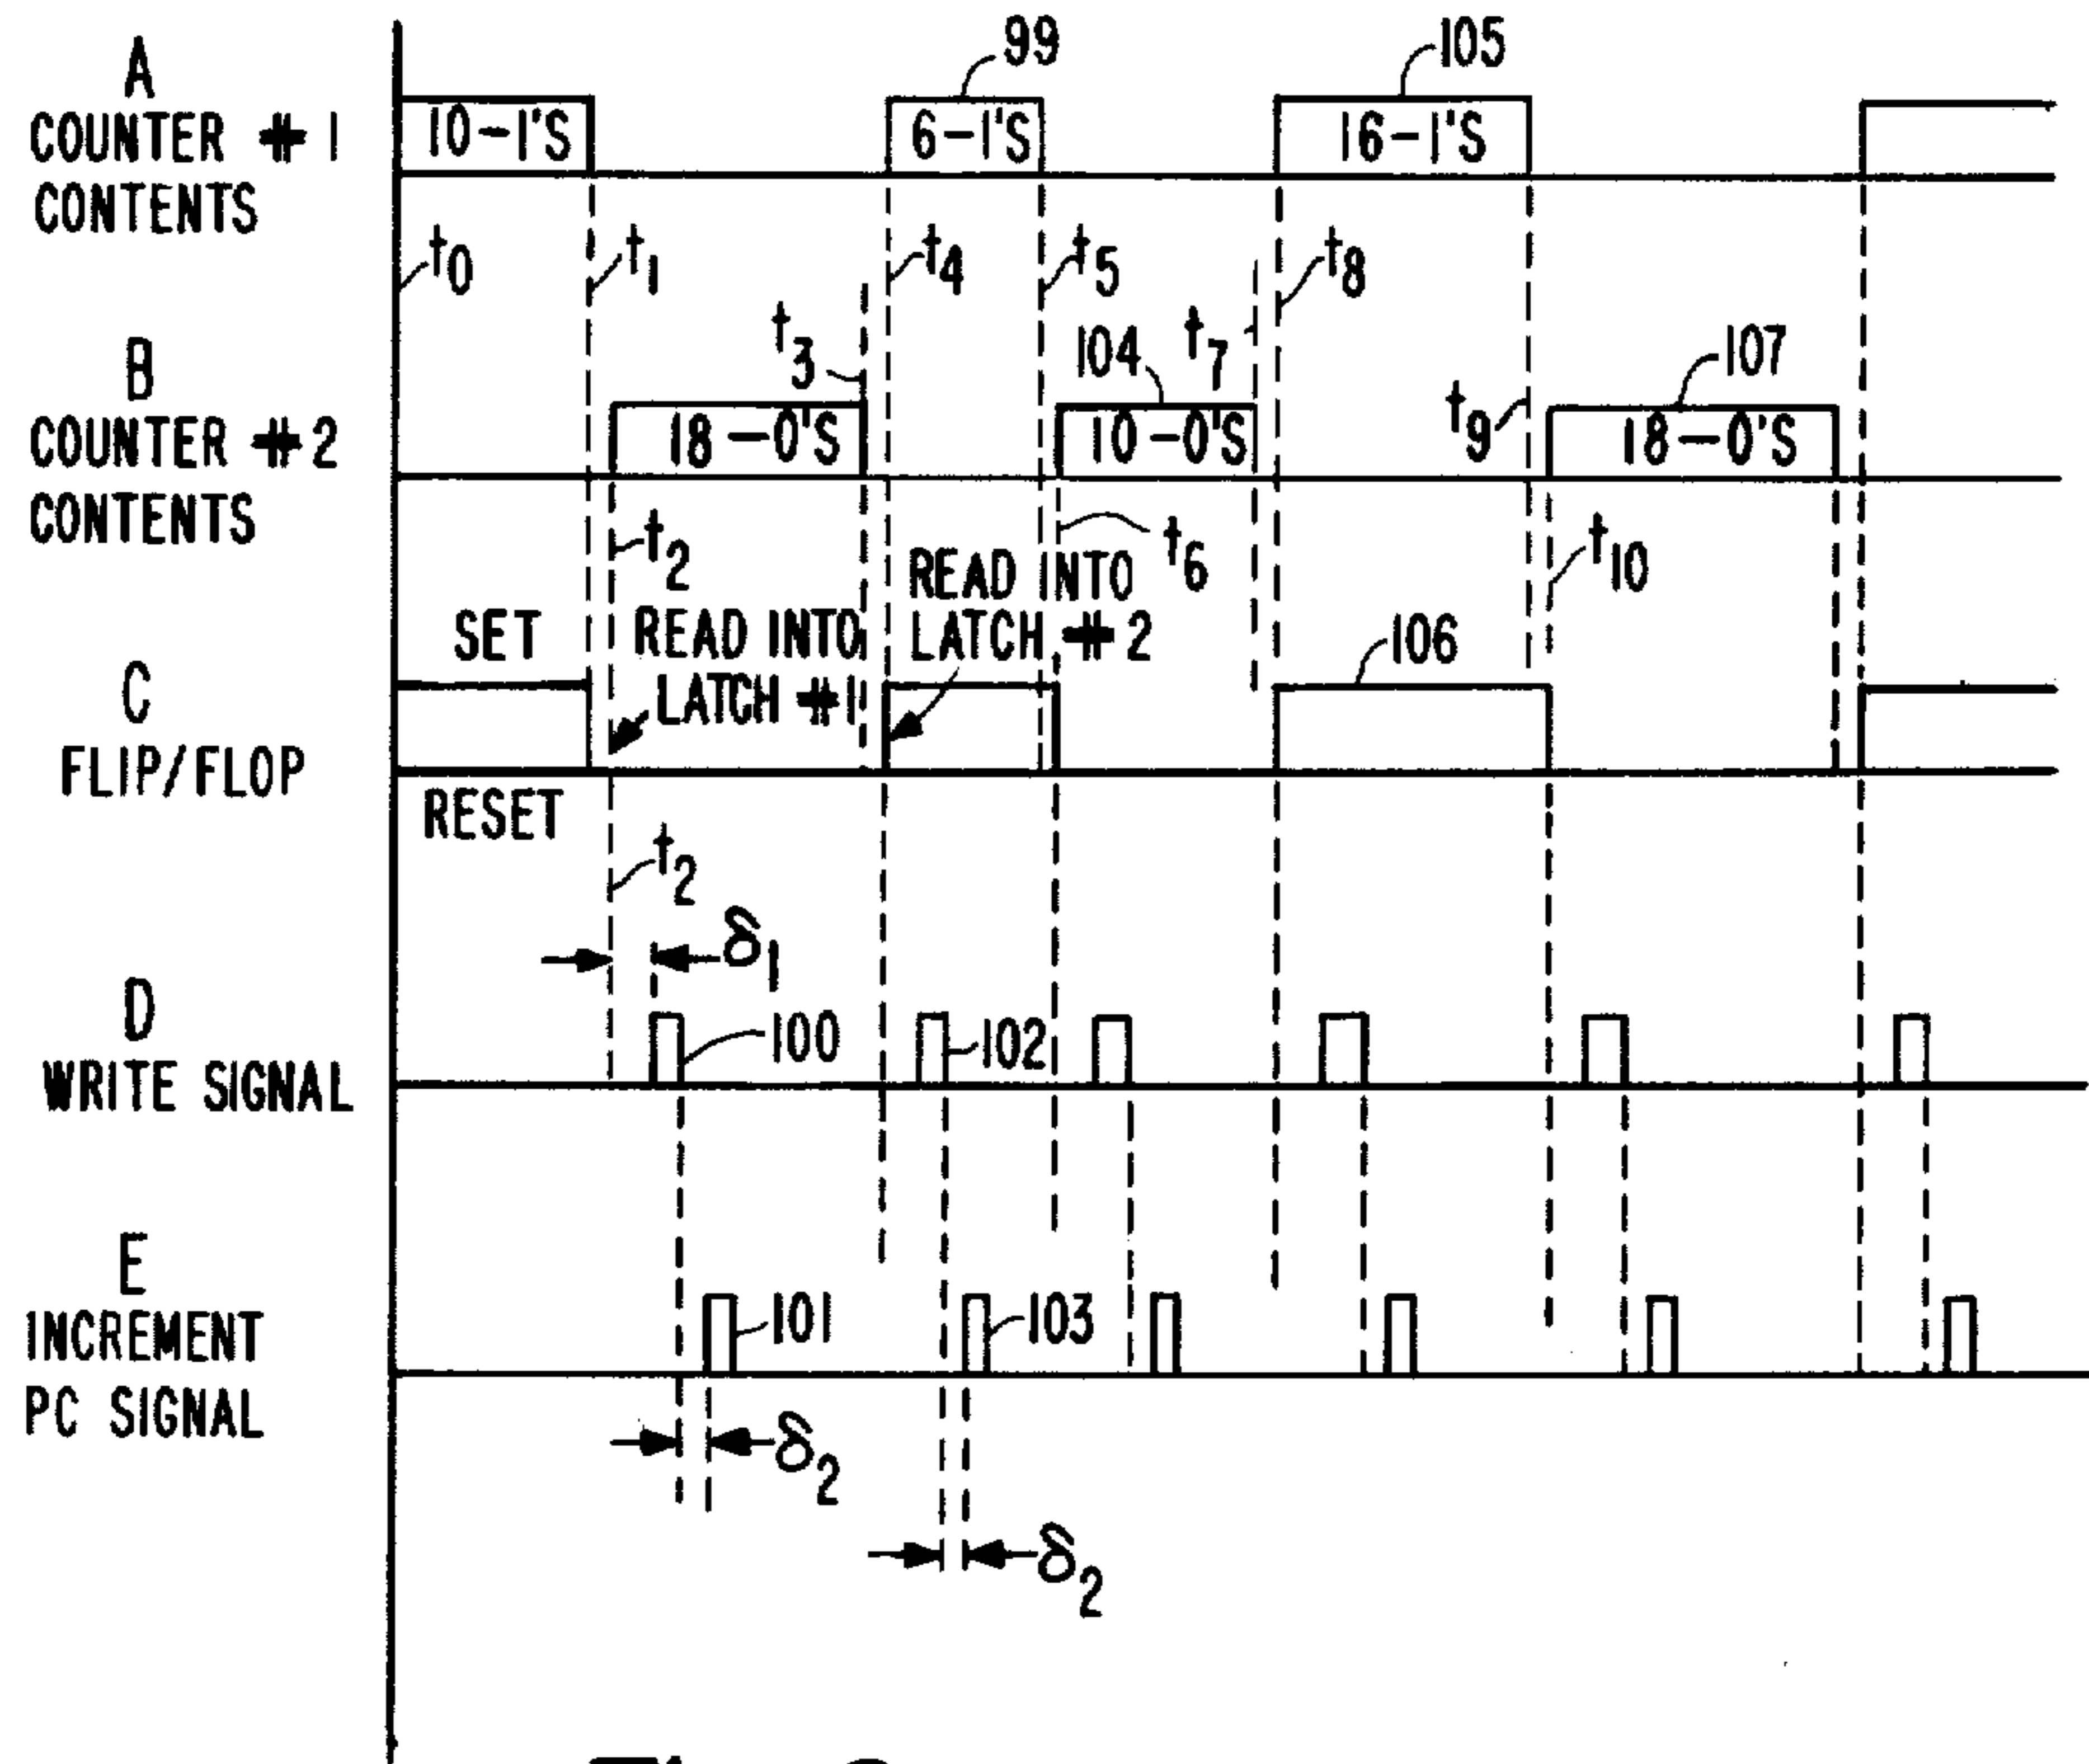 99
105
A
COUNTER # 1
CONTENTS
10-1'S
6-1'S
16-1'S
t0
t1
t4
t5
t8
t3
104
t7
107
B
COUNTER #2
CONTENTS
18-0'S
10-0'S
t9
18-0'S
t2
t6
t10
SET
READ INTO
LATCH #1
READ INTO
LATCH #2
106
C
FLIP/FLOP
RESET
t2
δ1
D
WRITE SIGNAL
100
102
E
INCREMENT
PC SIGNAL
101
103
δ2
δ2